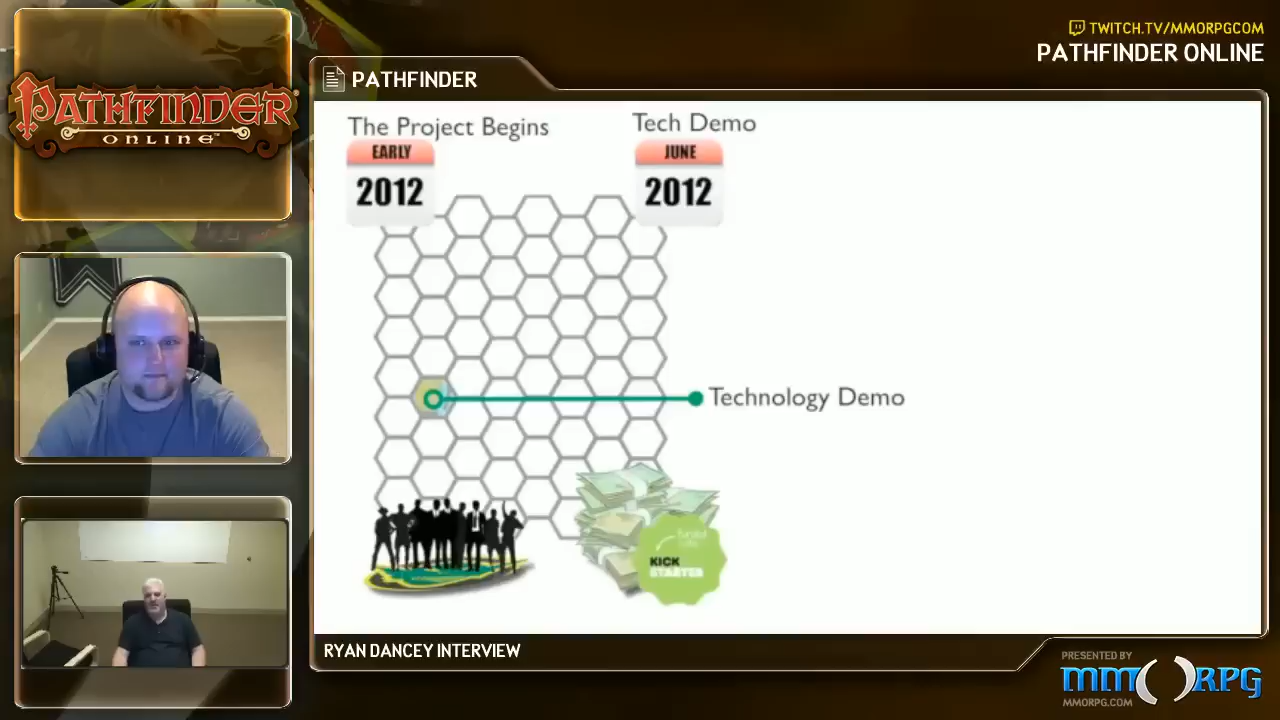 TWITCH.TV/MMORPGCOM
PATHFINDER ONLINE
PATHFINDER
ONLINE
PATHFINDER
The Project Begins
EARLY
2012
Tech Demo
JUNE
2012
Technology Demo
KICK
STARTER
RYAN DANCEY INTERVIEW
PRESENTED BY
MMORPG
MMORPG.COM